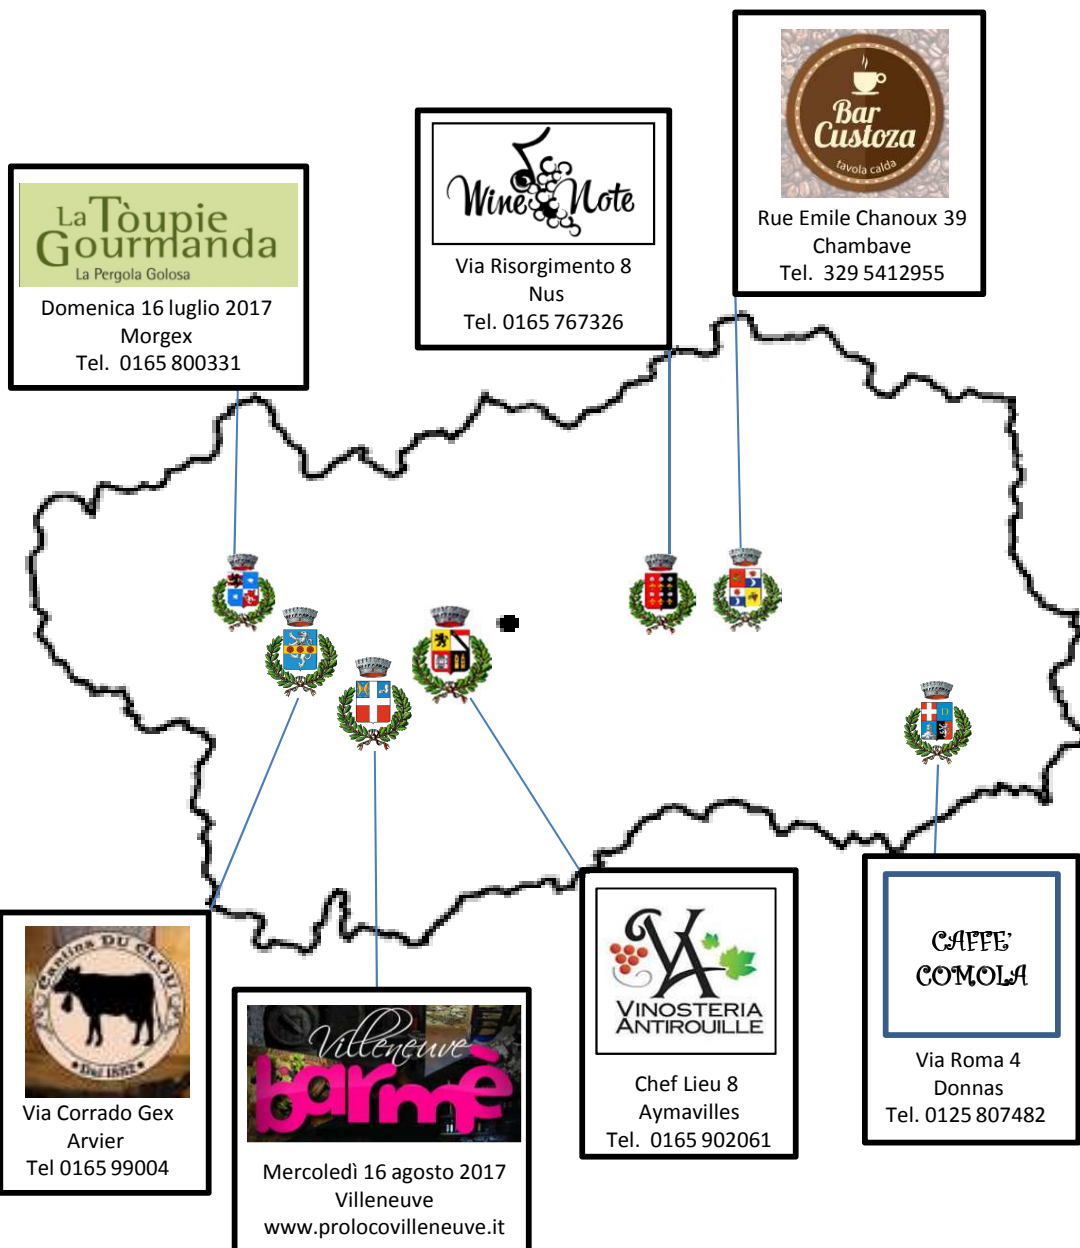 Bar
Custoza
tavola calda
Rue Emile Chanoux 39
Chambave
Tel. 329 5412955
Wine Note
Via Risorgimento 8
Nus
Tel. 0165 767326
La Tòupie
Gourmanda
La Pergola Golosa
Domenica 16 luglio 2017
Morgex
Tel. 0165 800331
Cantina DU CLOU
Dal 1882
Via Corrado Gex
Arvier
Tel 0165 99004
Villeneuve
barmè
Mercoledì 16 agosto 2017
Villeneuve
www.prolocovilleneuve.it
VA
VINOSTERIA
ANTIROUILLE
Chef Lieu 8
Aymavilles
Tel. 0165 902061
CAFFE'
COMOLA
Via Roma 4
Donnas
Tel. 0125 807482